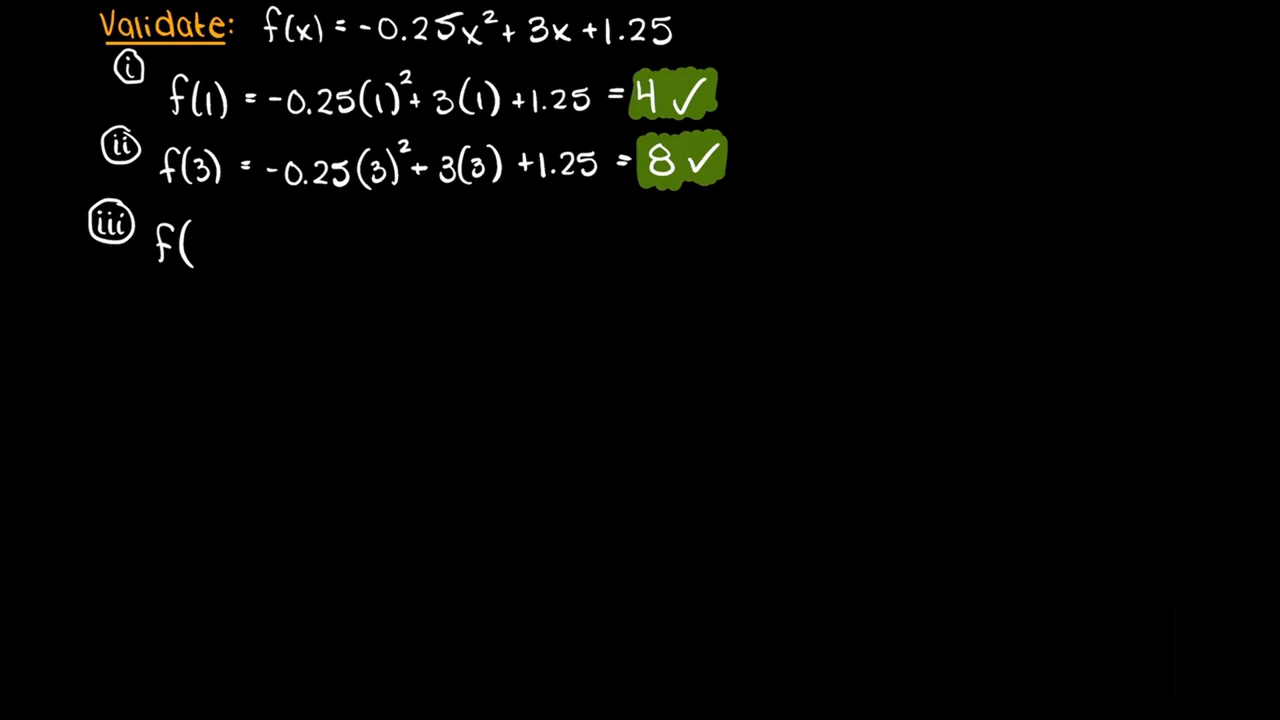 Validate: f(x) = -0.25x² + 3x + 1.25
i
f(1) = -0.25(1)² + 3(1) + 1.25 = 4 ✓
ii
f(3) = -0.25(3)² + 3(3) + 1.25 = 8 ✓
iii
f(